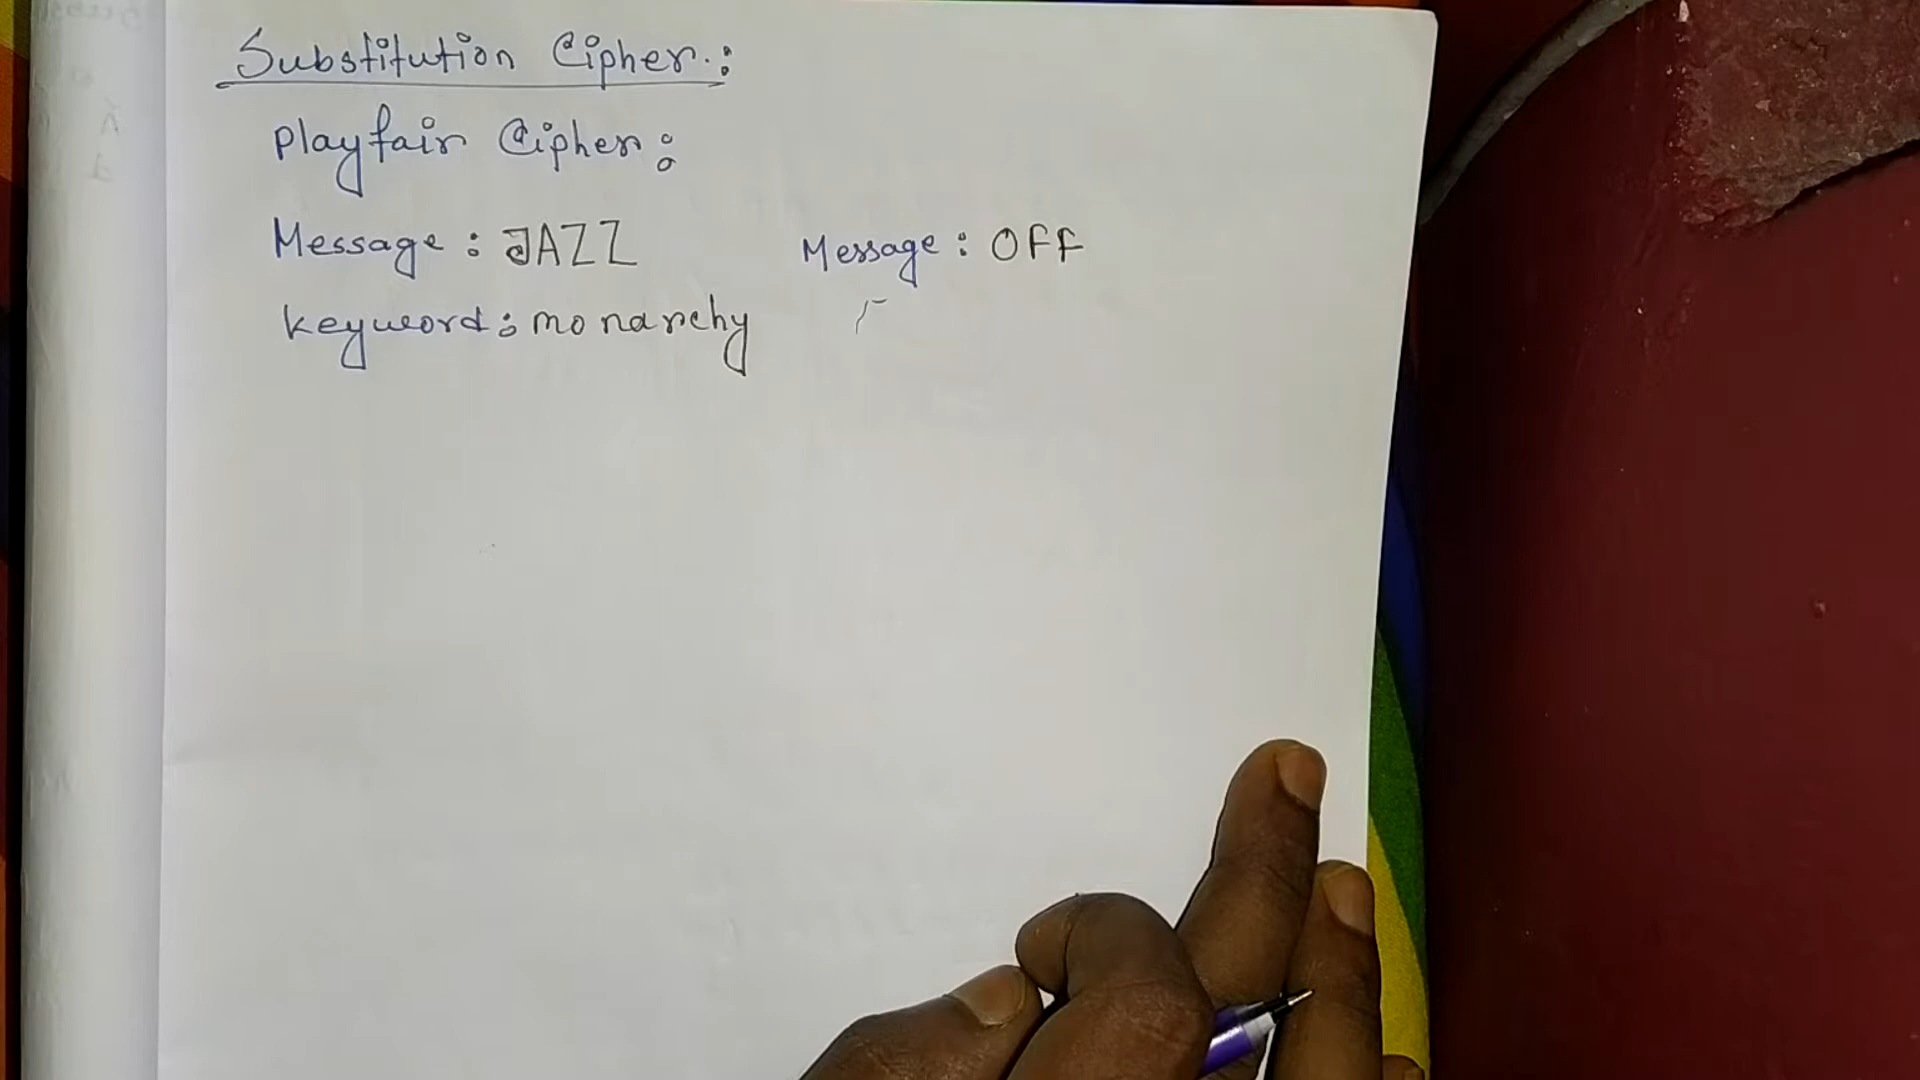 Substitution Cipher:
Playfair Cipher:
Message: JAZZ Message: OFF
keyword: monarchy